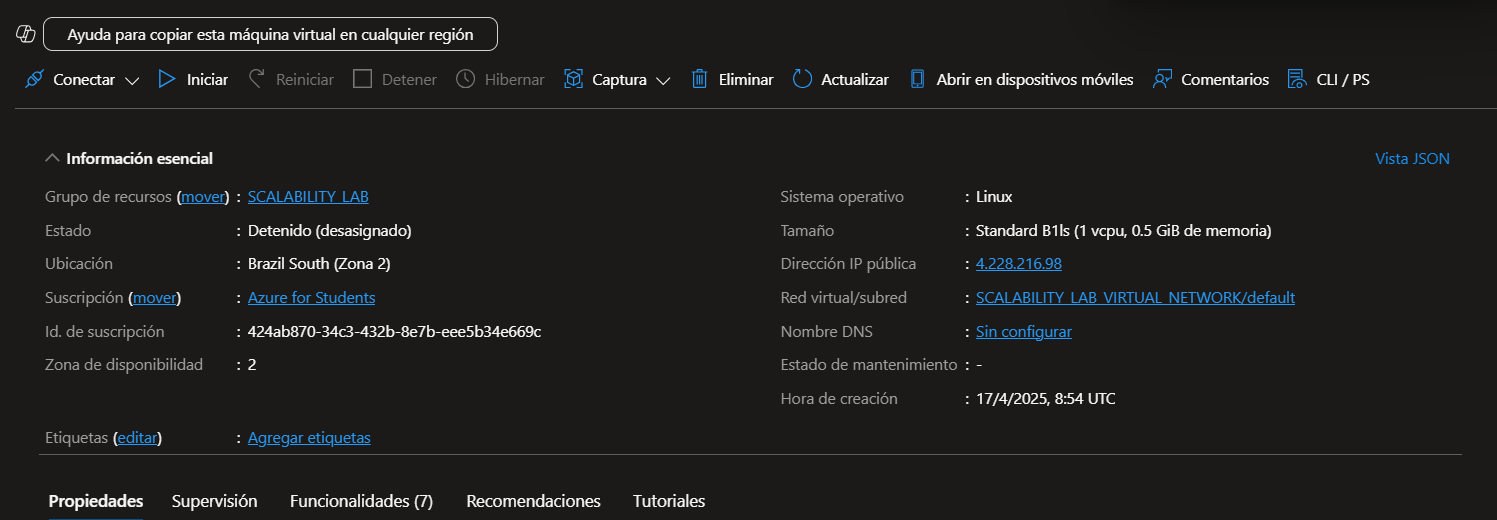 Ayuda para copiar esta máquina virtual en cualquier región
Conectar Iniciar Reiniciar Detener Hibernar Captura Eliminar Actualizar Abrir en dispositivos móviles Comentarios CLI / PS
Información esencial Vista JSON
Grupo de recursos (mover) : SCALABILITY_LAB
Estado : Detenido (desasignado)
Ubicación : Brazil South (Zona 2)
Suscripción (mover) : Azure for Students
Id. de suscripción : 424ab870-34c3-432b-8e7b-eee5b34e669c
Zona de disponibilidad : 2
Sistema operativo : Linux
Tamaño : Standard B1ls (1 vcpu, 0.5 GiB de memoria)
Dirección IP pública : 4.228.216.98
Red virtual/subred : SCALABILITY_LAB_VIRTUAL_NETWORK/default
Nombre DNS : Sin configurar
Estado de mantenimiento : -
Hora de creación : 17/4/2025, 8:54 UTC
Etiquetas (editar) : Agregar etiquetas
Propiedades Supervisión Funcionalidades (7) Recomendaciones Tutoriales